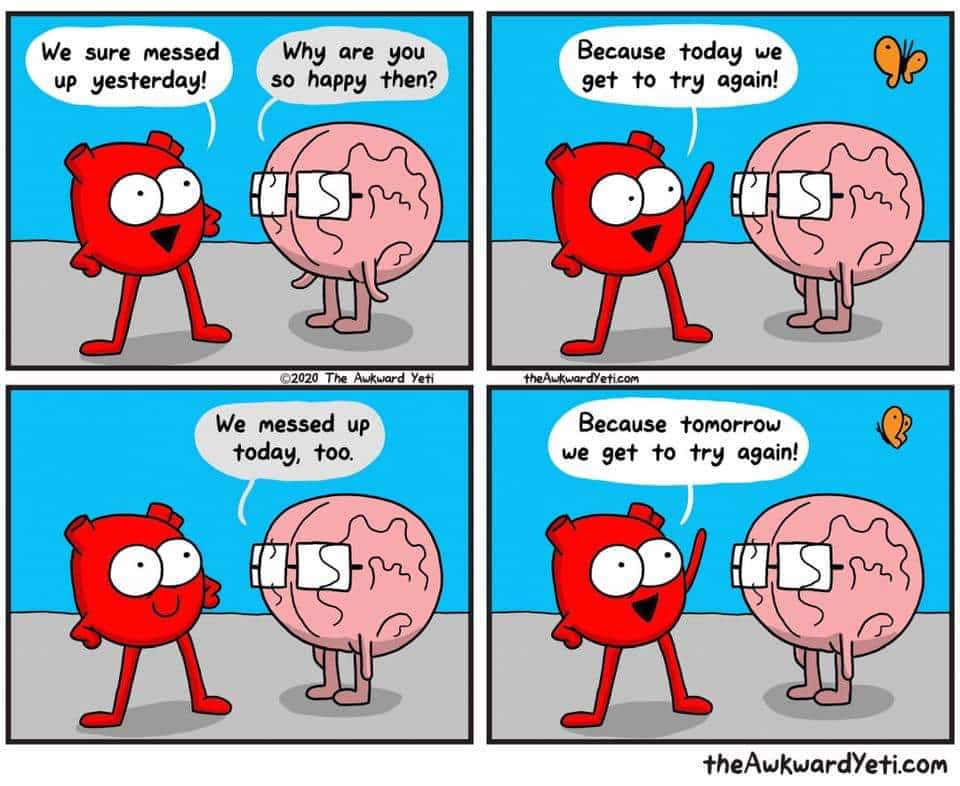 We sure messed
up yesterday!
Why are you
so happy then?
Because today we
get to try again!
©2020 The Awkward Yeti
theAwkwardYeti.com
We messed up
today, too.
Because tomorrow
we get to try again!
theAwkwardYeti.com